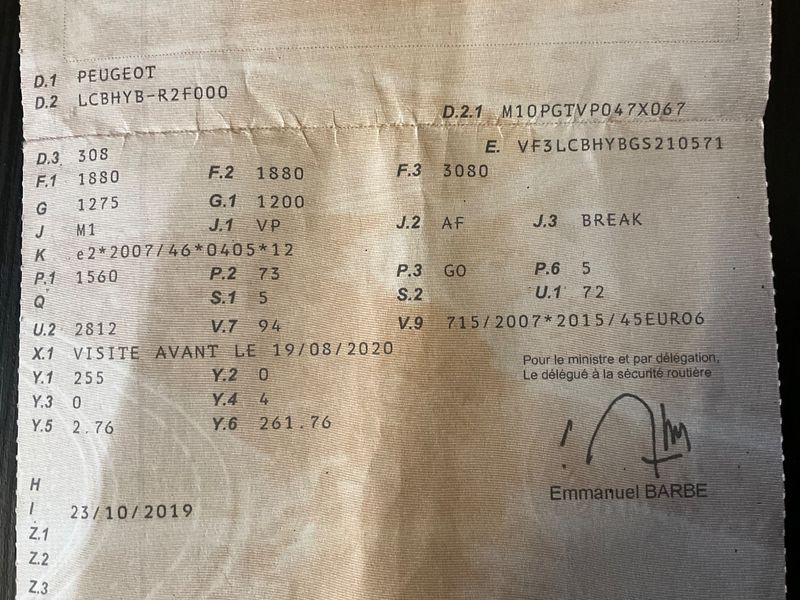 D.1 PEUGEOT
D.2 LCBHYB-R2F000
D.2.1 M10PGTVP047X067
D.3 308
E. VF3LCBHYBGS210571
F.1 1880 F.2 1880 F.3 3080
G 1275 G.1 1200
J M1 J.1 VP J.2 AF J.3 BREAK
K e2*2007/46*0405*12
P.1 1560 P.2 73 P.3 GO P.6 5
Q S.1 5 S.2 U.1 72
U.2 2812 V.7 94 V.9 715/2007*2015/45EURO6
X.1 VISITE AVANT LE 19/08/2020
Pour le ministre et par délégation,
Le délégué à la sécurité routière
Y.1 255 Y.2 0
Y.3 0 Y.4 4
Y.5 2.76 Y.6 261.76
Emmanuel BARBE
H
I 23/10/2019
Z.1
Z.2
Z.3